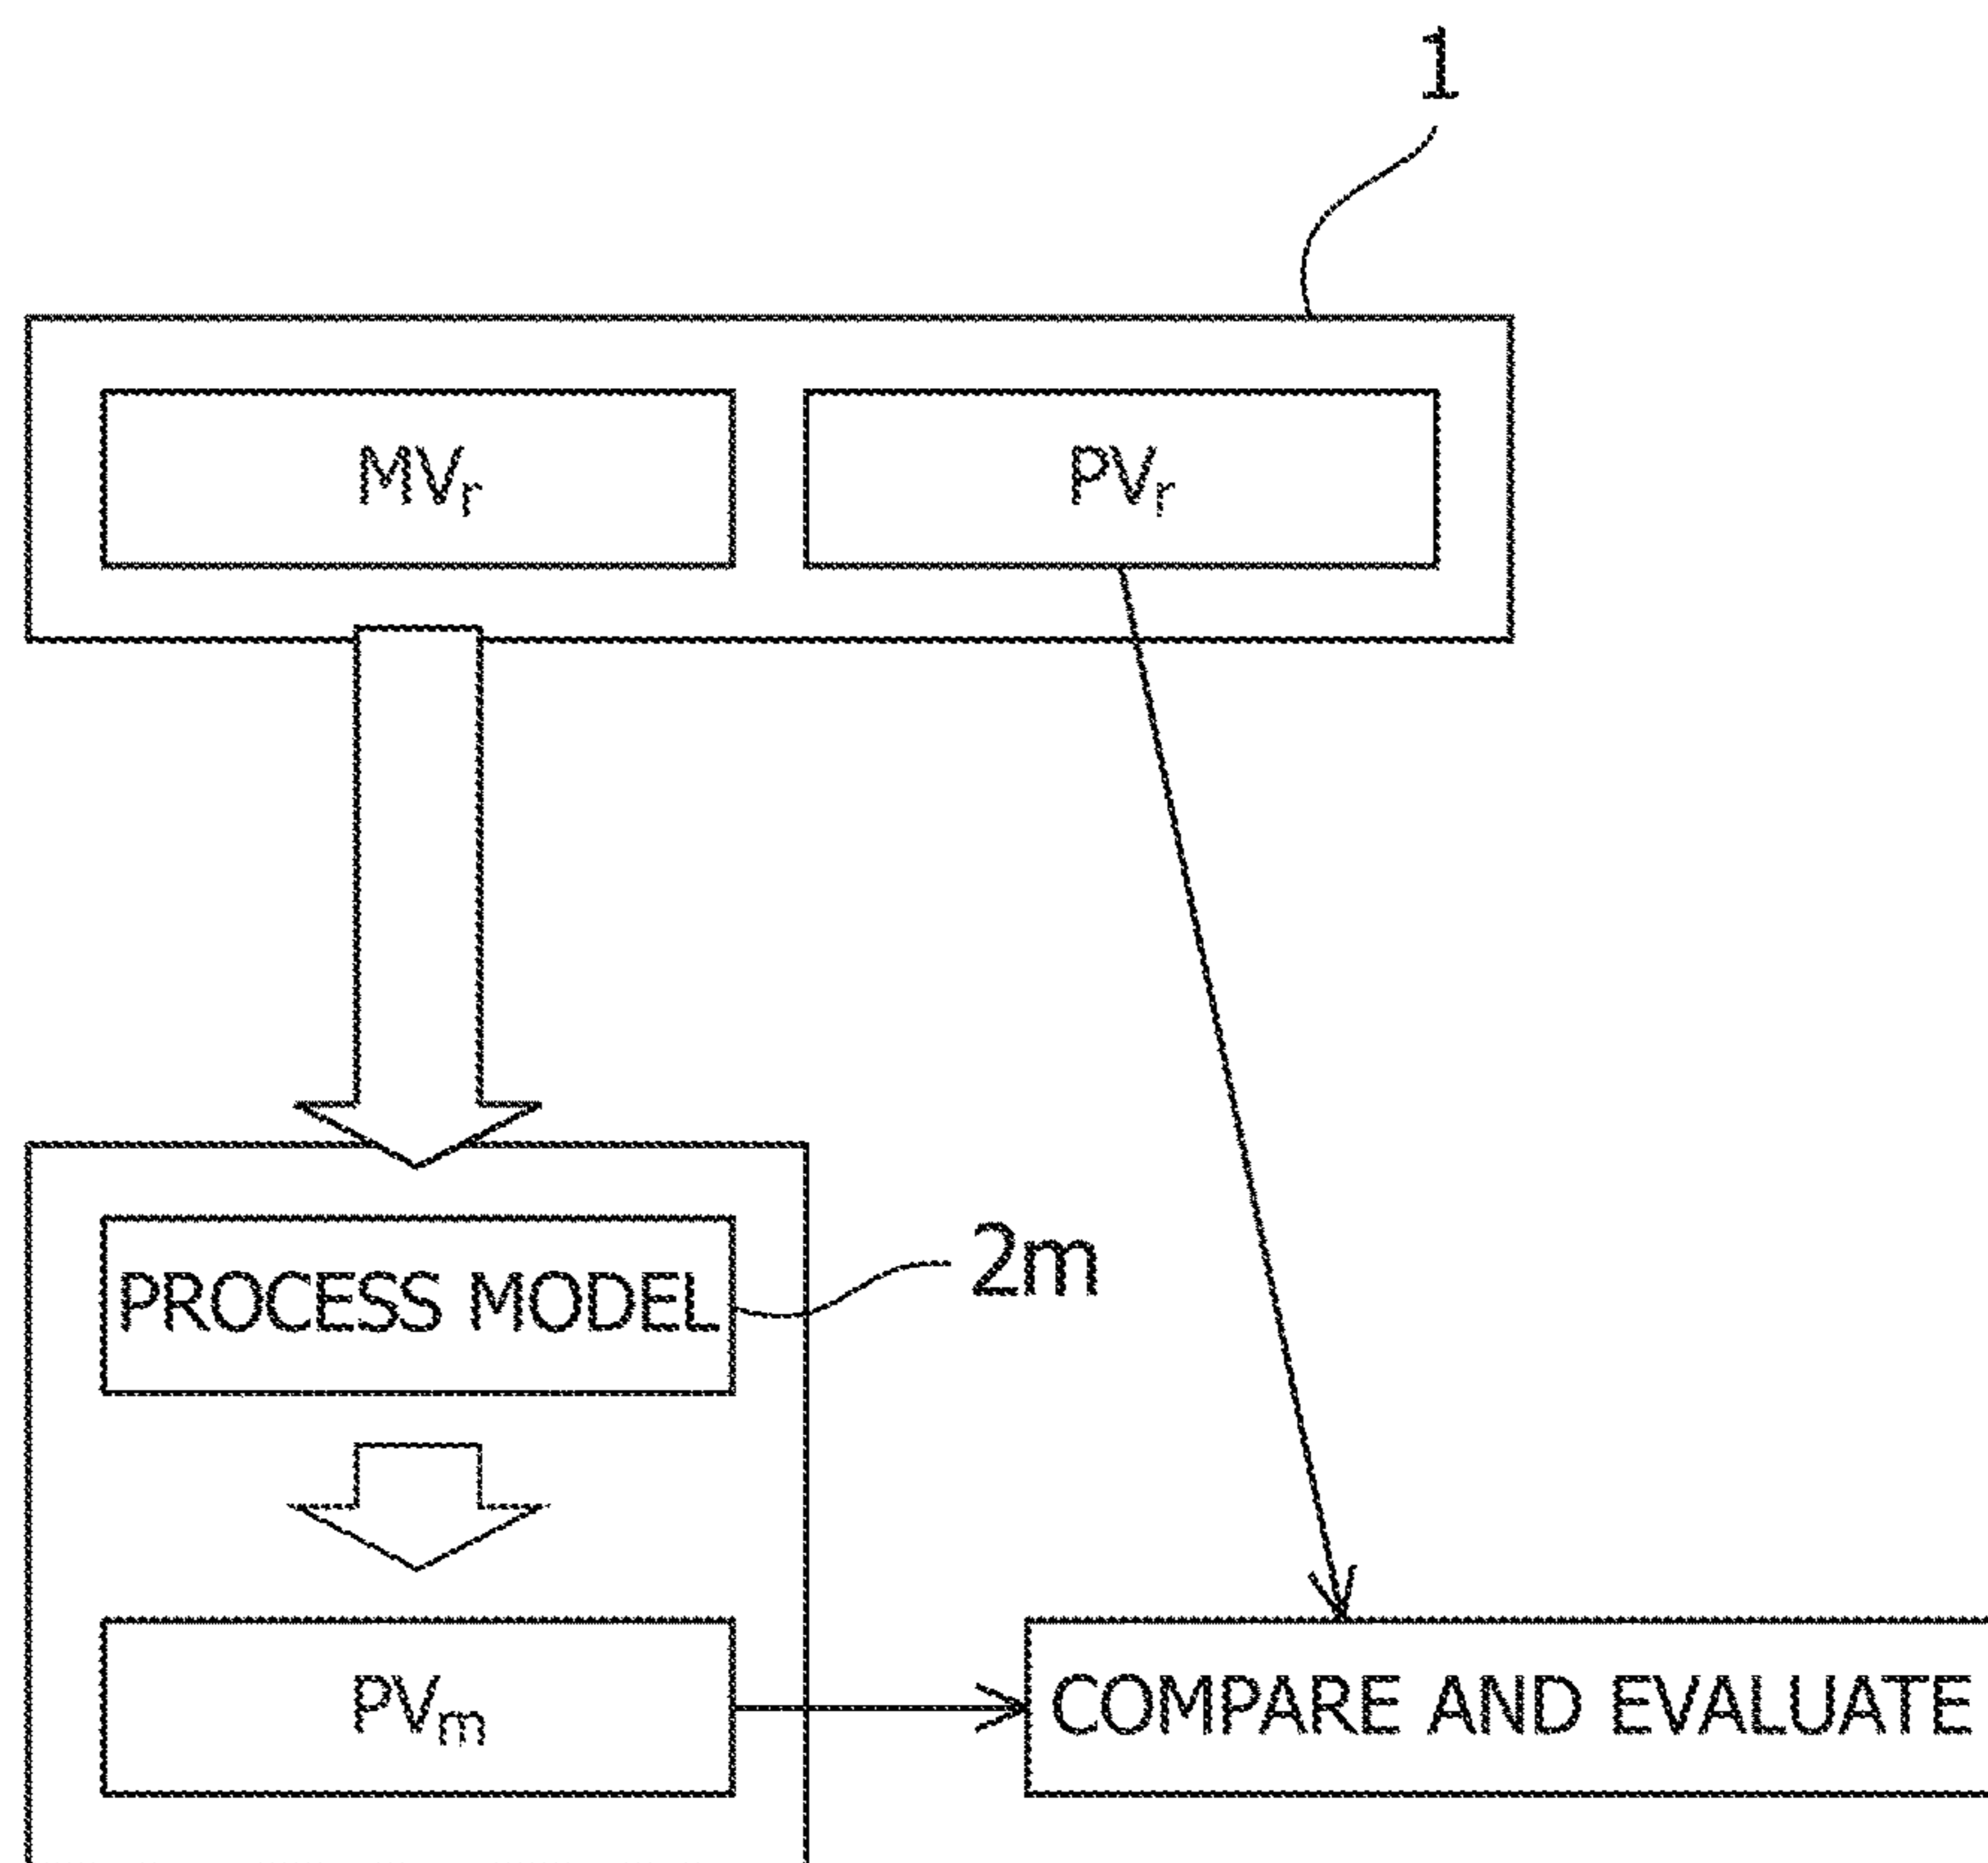 1
MVr
PVr
PROCESS MODEL
2m
PVm
COMPARE AND EVALUATE